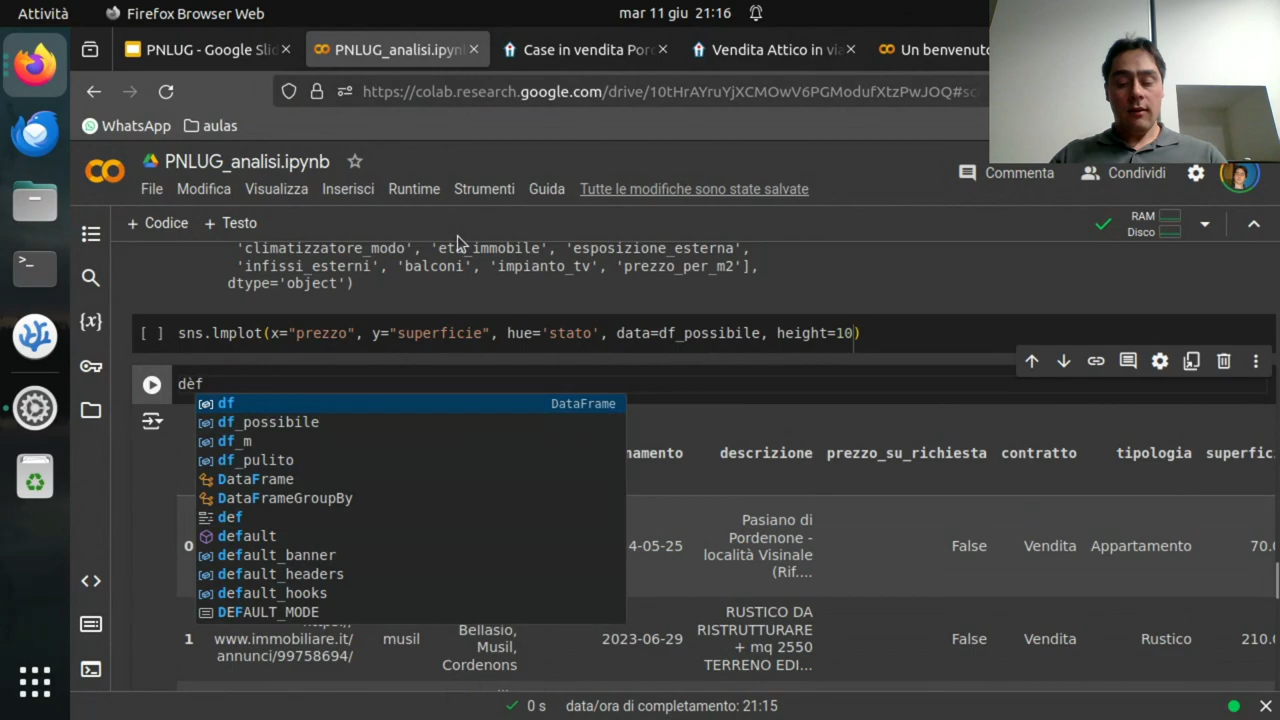 Attività
Firefox Browser Web
mar 11 giu 21:16
PNLUG - Google Slid
PNLUG_analisi.ipyn
Case in vendita Porc
Vendita Attico in via
Un benvenuto
https://colab.research.google.com/drive/10tHrAYruYjXCMOwV6PGModufXtzPwJOQ#sc
WhatsApp
aulas
PNLUG_analisi.ipynb
File Modifica Visualizza Inserisci Runtime Strumenti Guida Tutte le modifiche sono state salvate
Commenta
Condividi
+ Codice + Testo
RAM
Disco
'climatizzatore_modo', 'eta_immobile', 'esposizione_esterna',
'infissi_esterni', 'balconi', 'impianto_tv', 'prezzo_per_m2'],
dtype='object')
[ ] sns.lmplot(x="prezzo", y="superficie", hue='stato', data=df_possibile, height=10)
dèf
df DataFrame
df_possibile
df_m
df_pulito
DataFrame
DataFrameGroupBy
def
default
default_banner
default_headers
default_hooks
DEFAULT_MODE
namento descrizione prezzo_su_richiesta contratto tipologia superfic
0
4-05-25
Pasiano di
Pordenone -
località Visinale
(Rif....
False
Vendita
Appartamento
70.
1
www.immobiliare.it/
annunci/99758694/
musil
Bellasio,
Musil,
Cordenons
2023-06-29
RUSTICO DA
RISTRUTTURARE
+ mq 2550
TERRENO EDI...
False
Vendita
Rustico
210.
0 s data/ora di completamento: 21:15